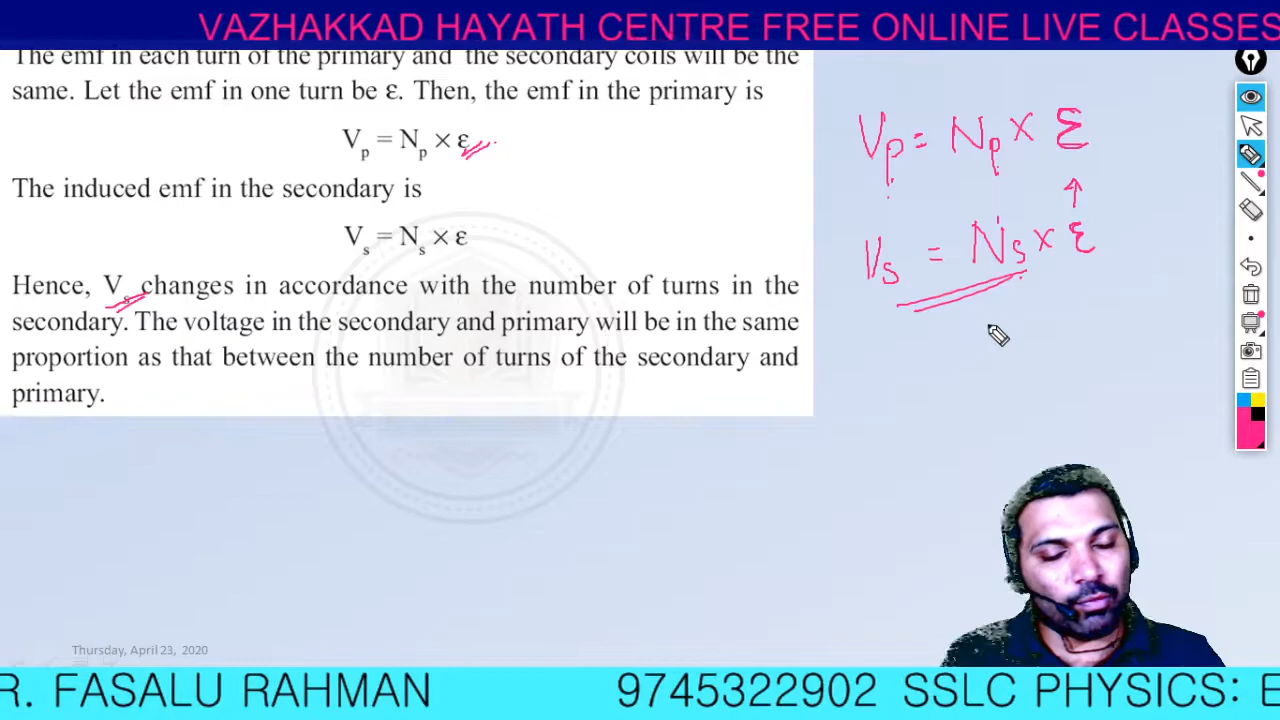 VAZHAKKAD HAYATH CENTRE FREE ONLINE LIVE CLASSES
The emf in each turn of the primary and the secondary coils will be the
same. Let the emf in one turn be ε. Then, the emf in the primary is
Vp = Np × ε
The induced emf in the secondary is
Vs = Ns × ε
Hence, Vs changes in accordance with the number of turns in the
secondary. The voltage in the secondary and primary will be in the same
proportion as that between the number of turns of the secondary and
primary.
Vp = Np × Ɛ
Vs = Ns × Ɛ
Thursday, April 23, 2020
R. FASALU RAHMAN 9745322902 SSLC PHYSICS: E